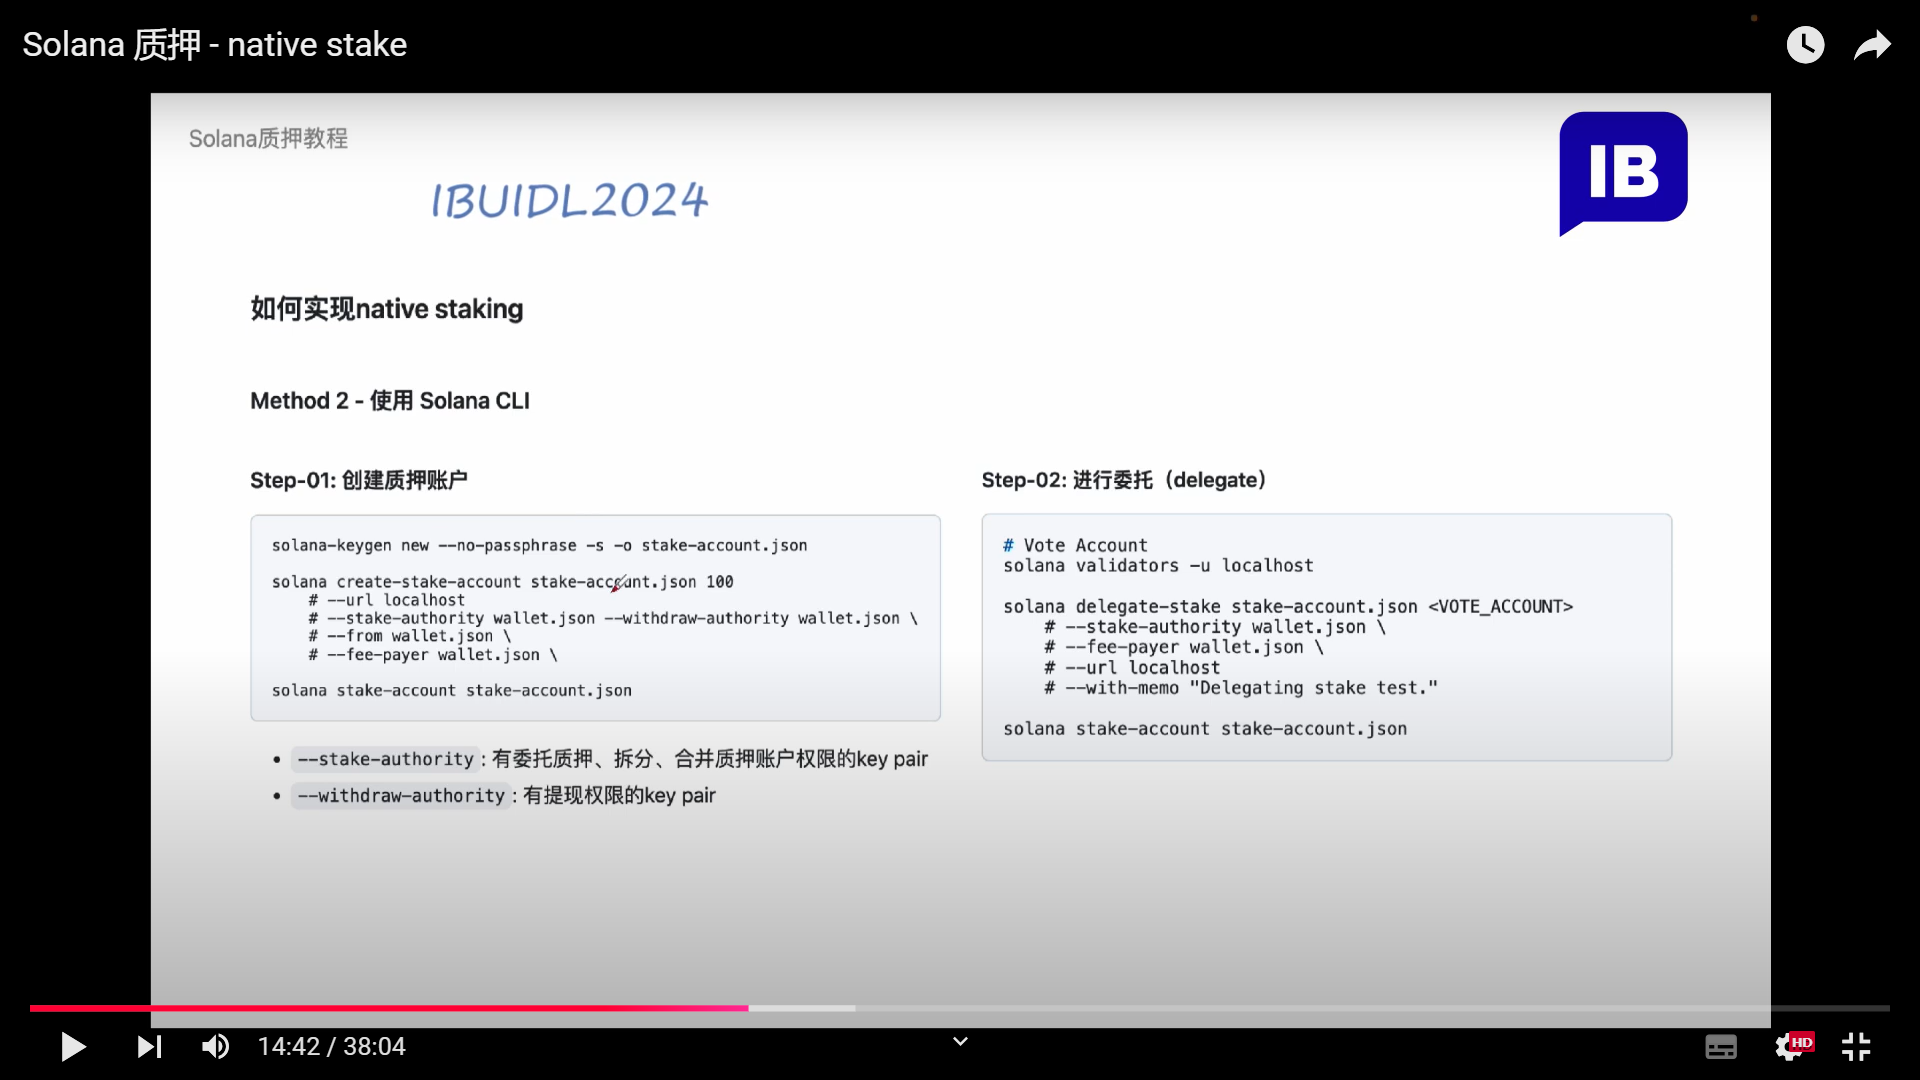 Solana 质押 - native stake
Solana质押教程
IB
IBUIDL2024
如何实现native staking
Method 2 - 使用 Solana CLI
Step-01: 创建质押账户
solana-keygen new --no-passphrase -s -o stake-account.json
solana create-stake-account stake-account.json 100
# --url localhost
# --stake-authority wallet.json --withdraw-authority wallet.json \
# --from wallet.json \
# --fee-payer wallet.json \
solana stake-account stake-account.json
• --stake-authority : 有委托质押、拆分、合并质押账户权限的key pair
• --withdraw-authority : 有提现权限的key pair
Step-02: 进行委托（delegate）
# Vote Account
solana validators -u localhost
solana delegate-stake stake-account.json <VOTE_ACCOUNT>
# --stake-authority wallet.json \
# --fee-payer wallet.json \
# --url localhost
# --with-memo "Delegating stake test."
solana stake-account stake-account.json
14:42 / 38:04
HD